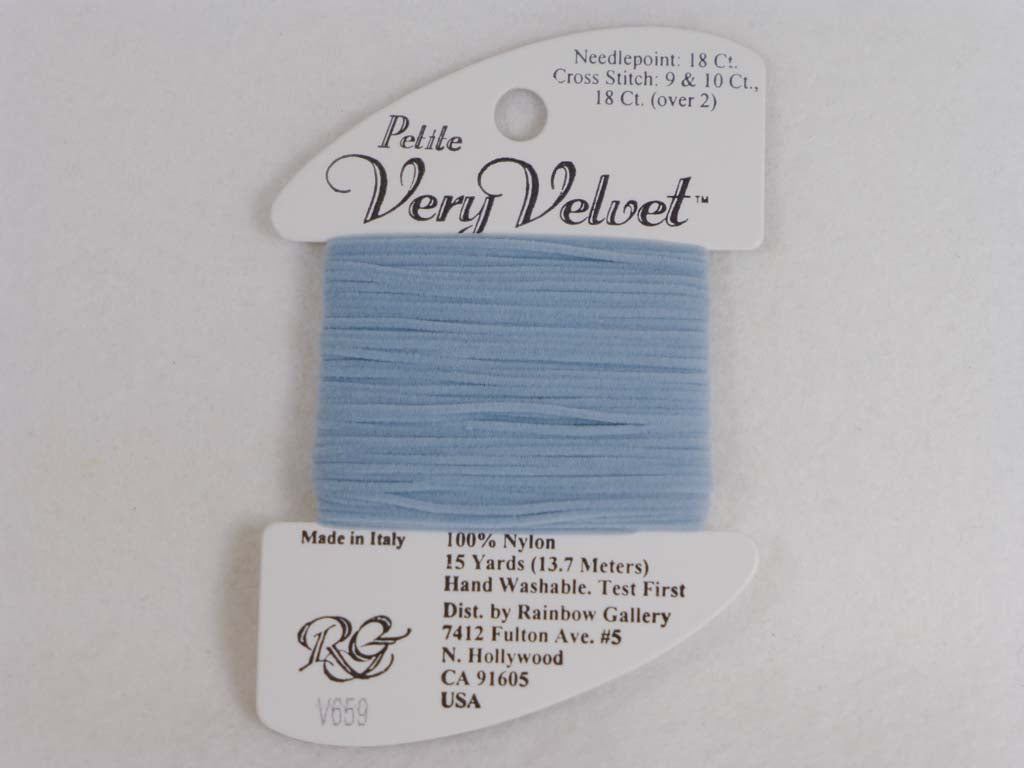 Needlepoint: 18 Ct.
Cross Stitch: 9 & 10 Ct.,
18 Ct. (over 2)
Petite
Very Velvet™
Made in Italy
100% Nylon
15 Yards (13.7 Meters)
Hand Washable. Test First
Dist. by Rainbow Gallery
7412 Fulton Ave. #5
N. Hollywood
CA 91605
USA
RG
V659